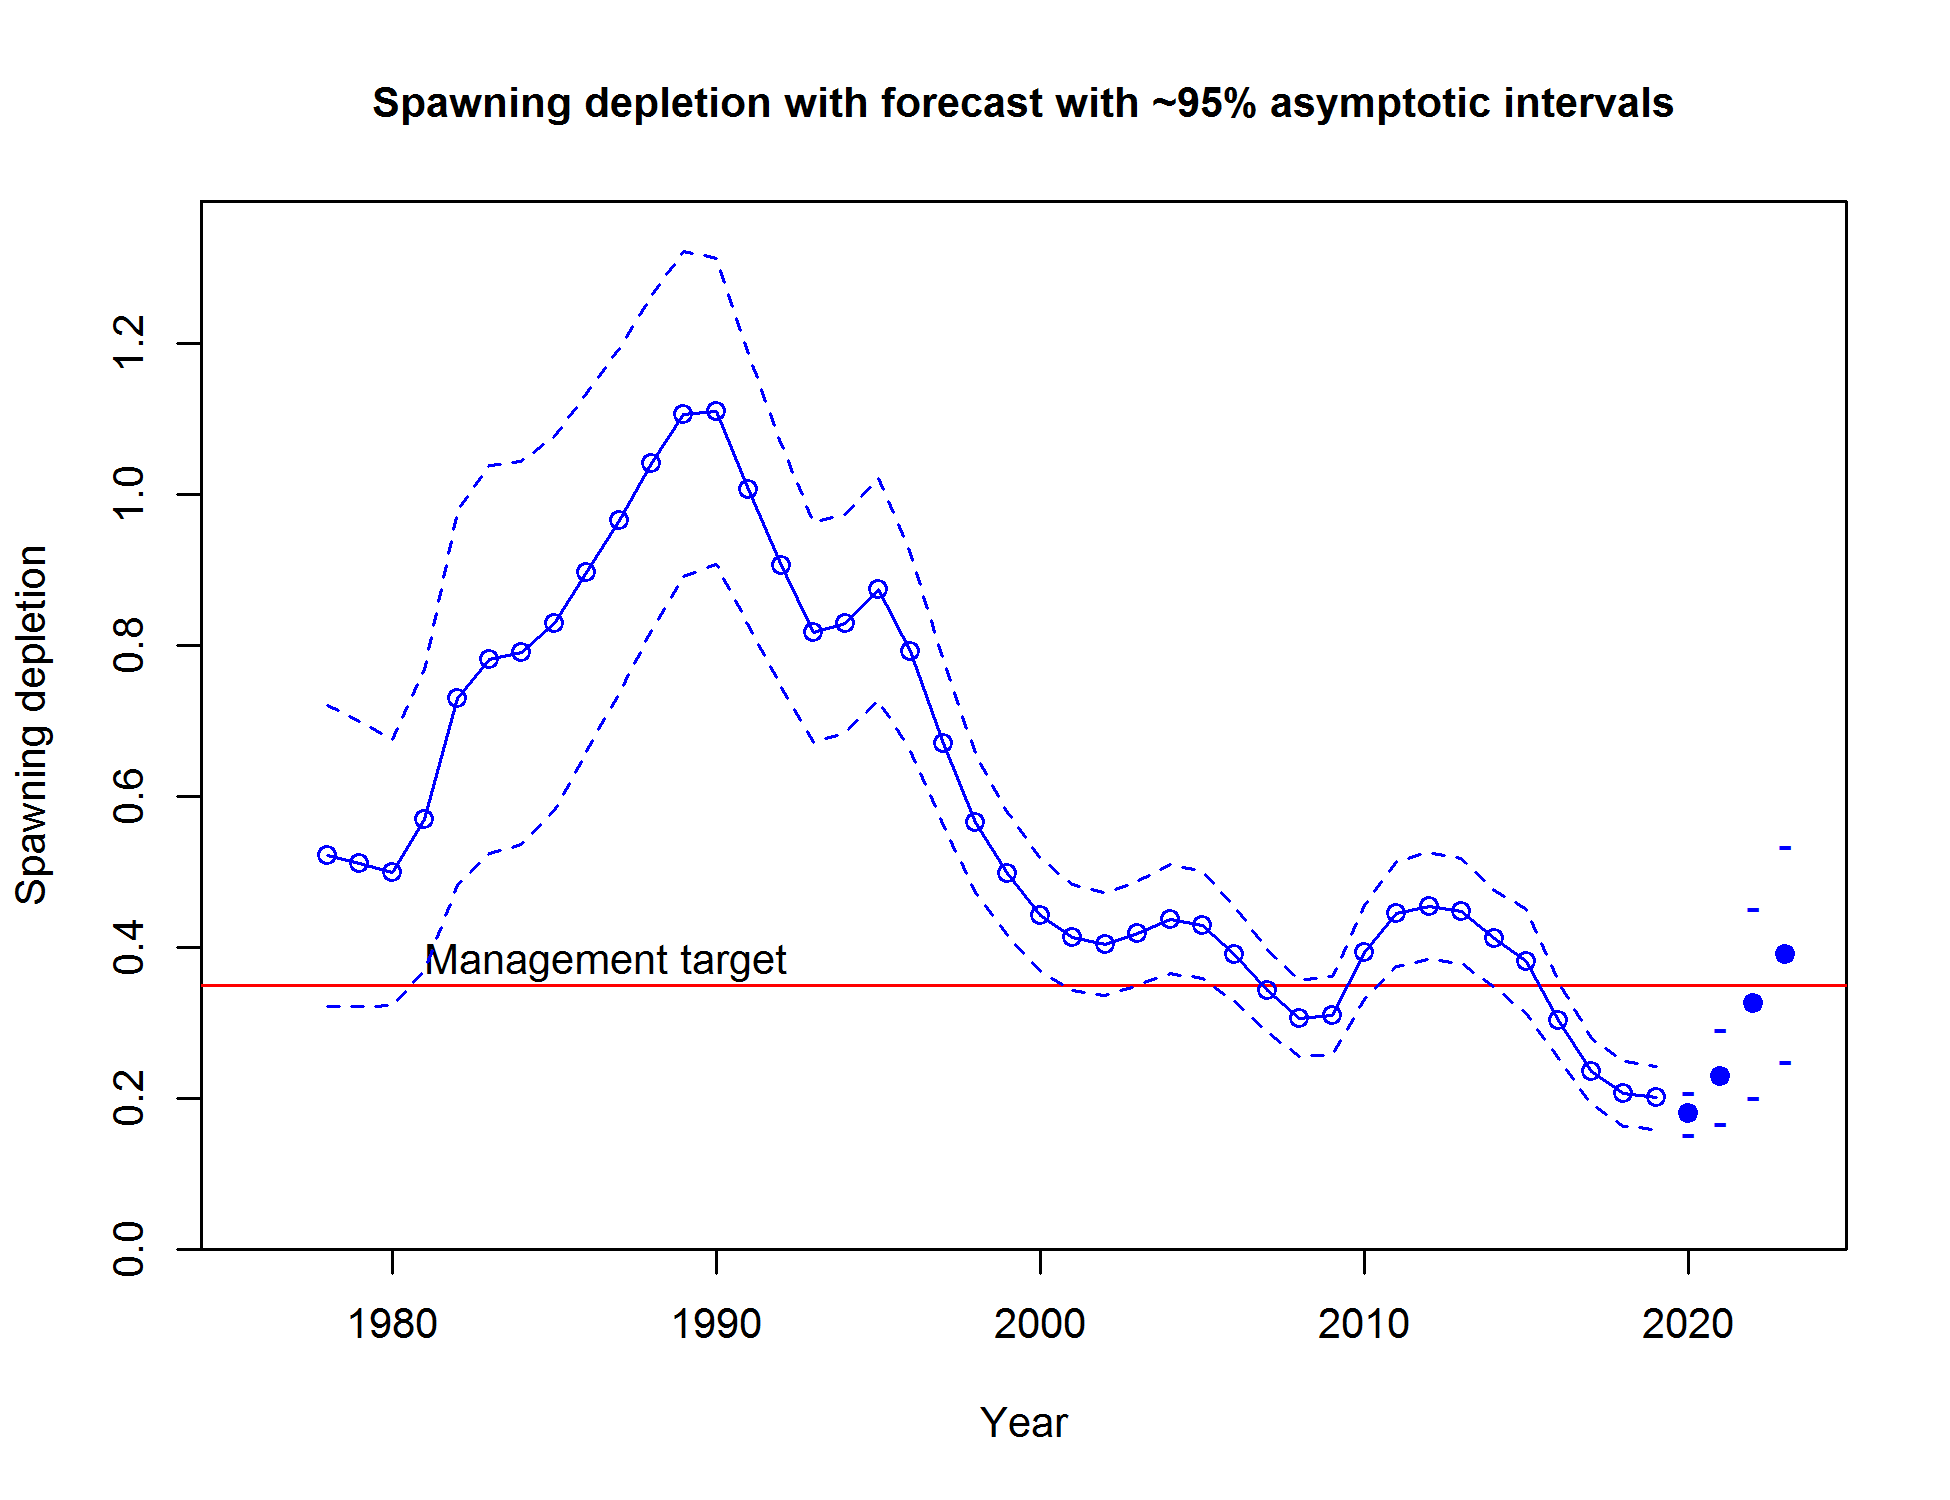 Spawning depletion with forecast with ~95% asymptotic intervals
Spawning depletion
1.2
1.0
0.8
0.6
0.4
0.2
0.0
Management target
1980 1990 2000 2010 2020
Year